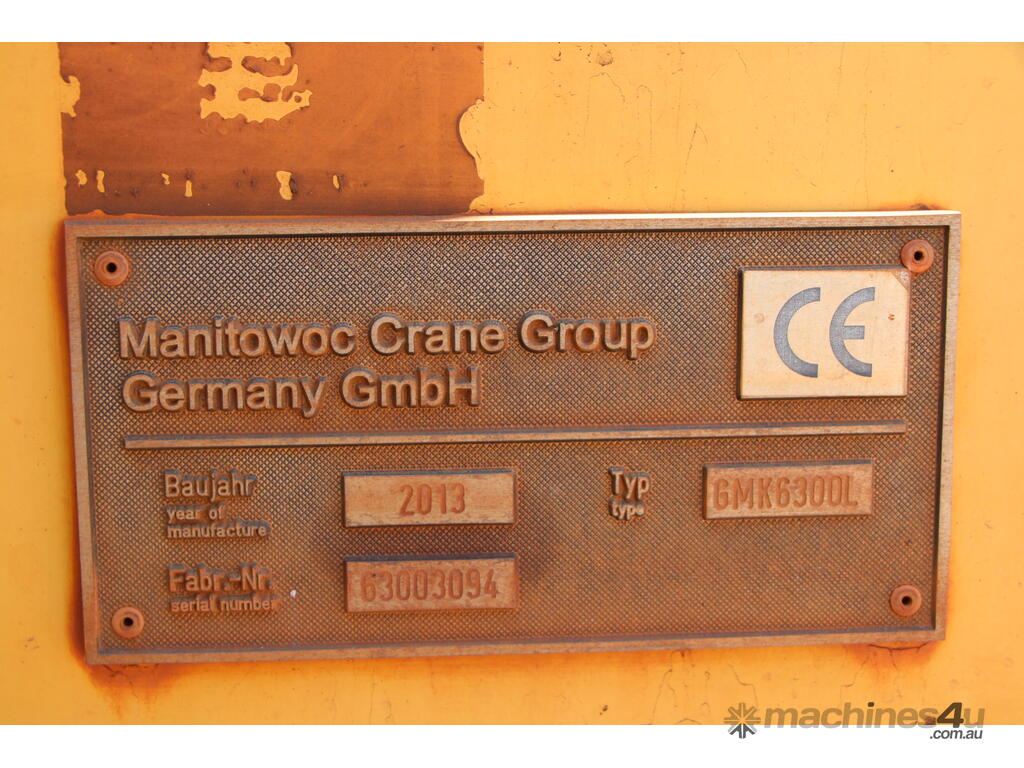 Manitowoc Crane Group
Germany GmbH
CE
Baujahr
year of
manufacture
2013
Typ
type
GMK6300L
Fabr.-Nr.
serial number
63003094
machines4u
.com.au